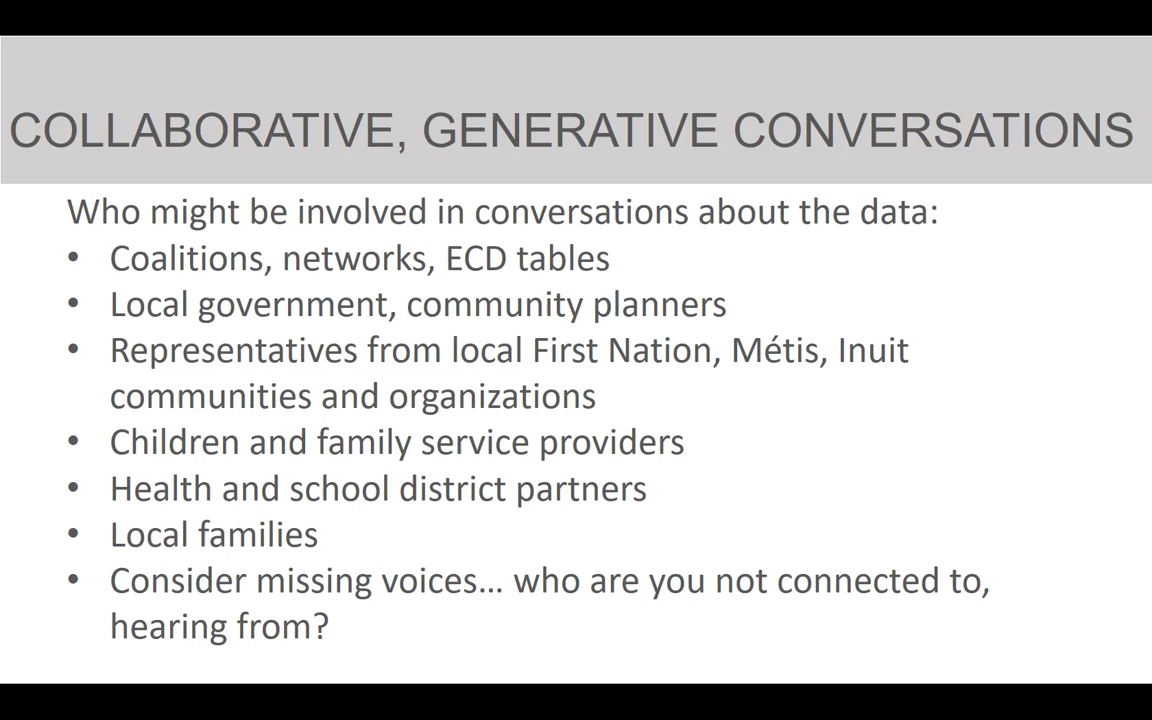 COLLABORATIVE, GENERATIVE CONVERSATIONS
Who might be involved in conversations about the data:
• Coalitions, networks, ECD tables
• Local government, community planners
• Representatives from local First Nation, Métis, Inuit
communities and organizations
• Children and family service providers
• Health and school district partners
• Local families
• Consider missing voices… who are you not connected to,
hearing from?